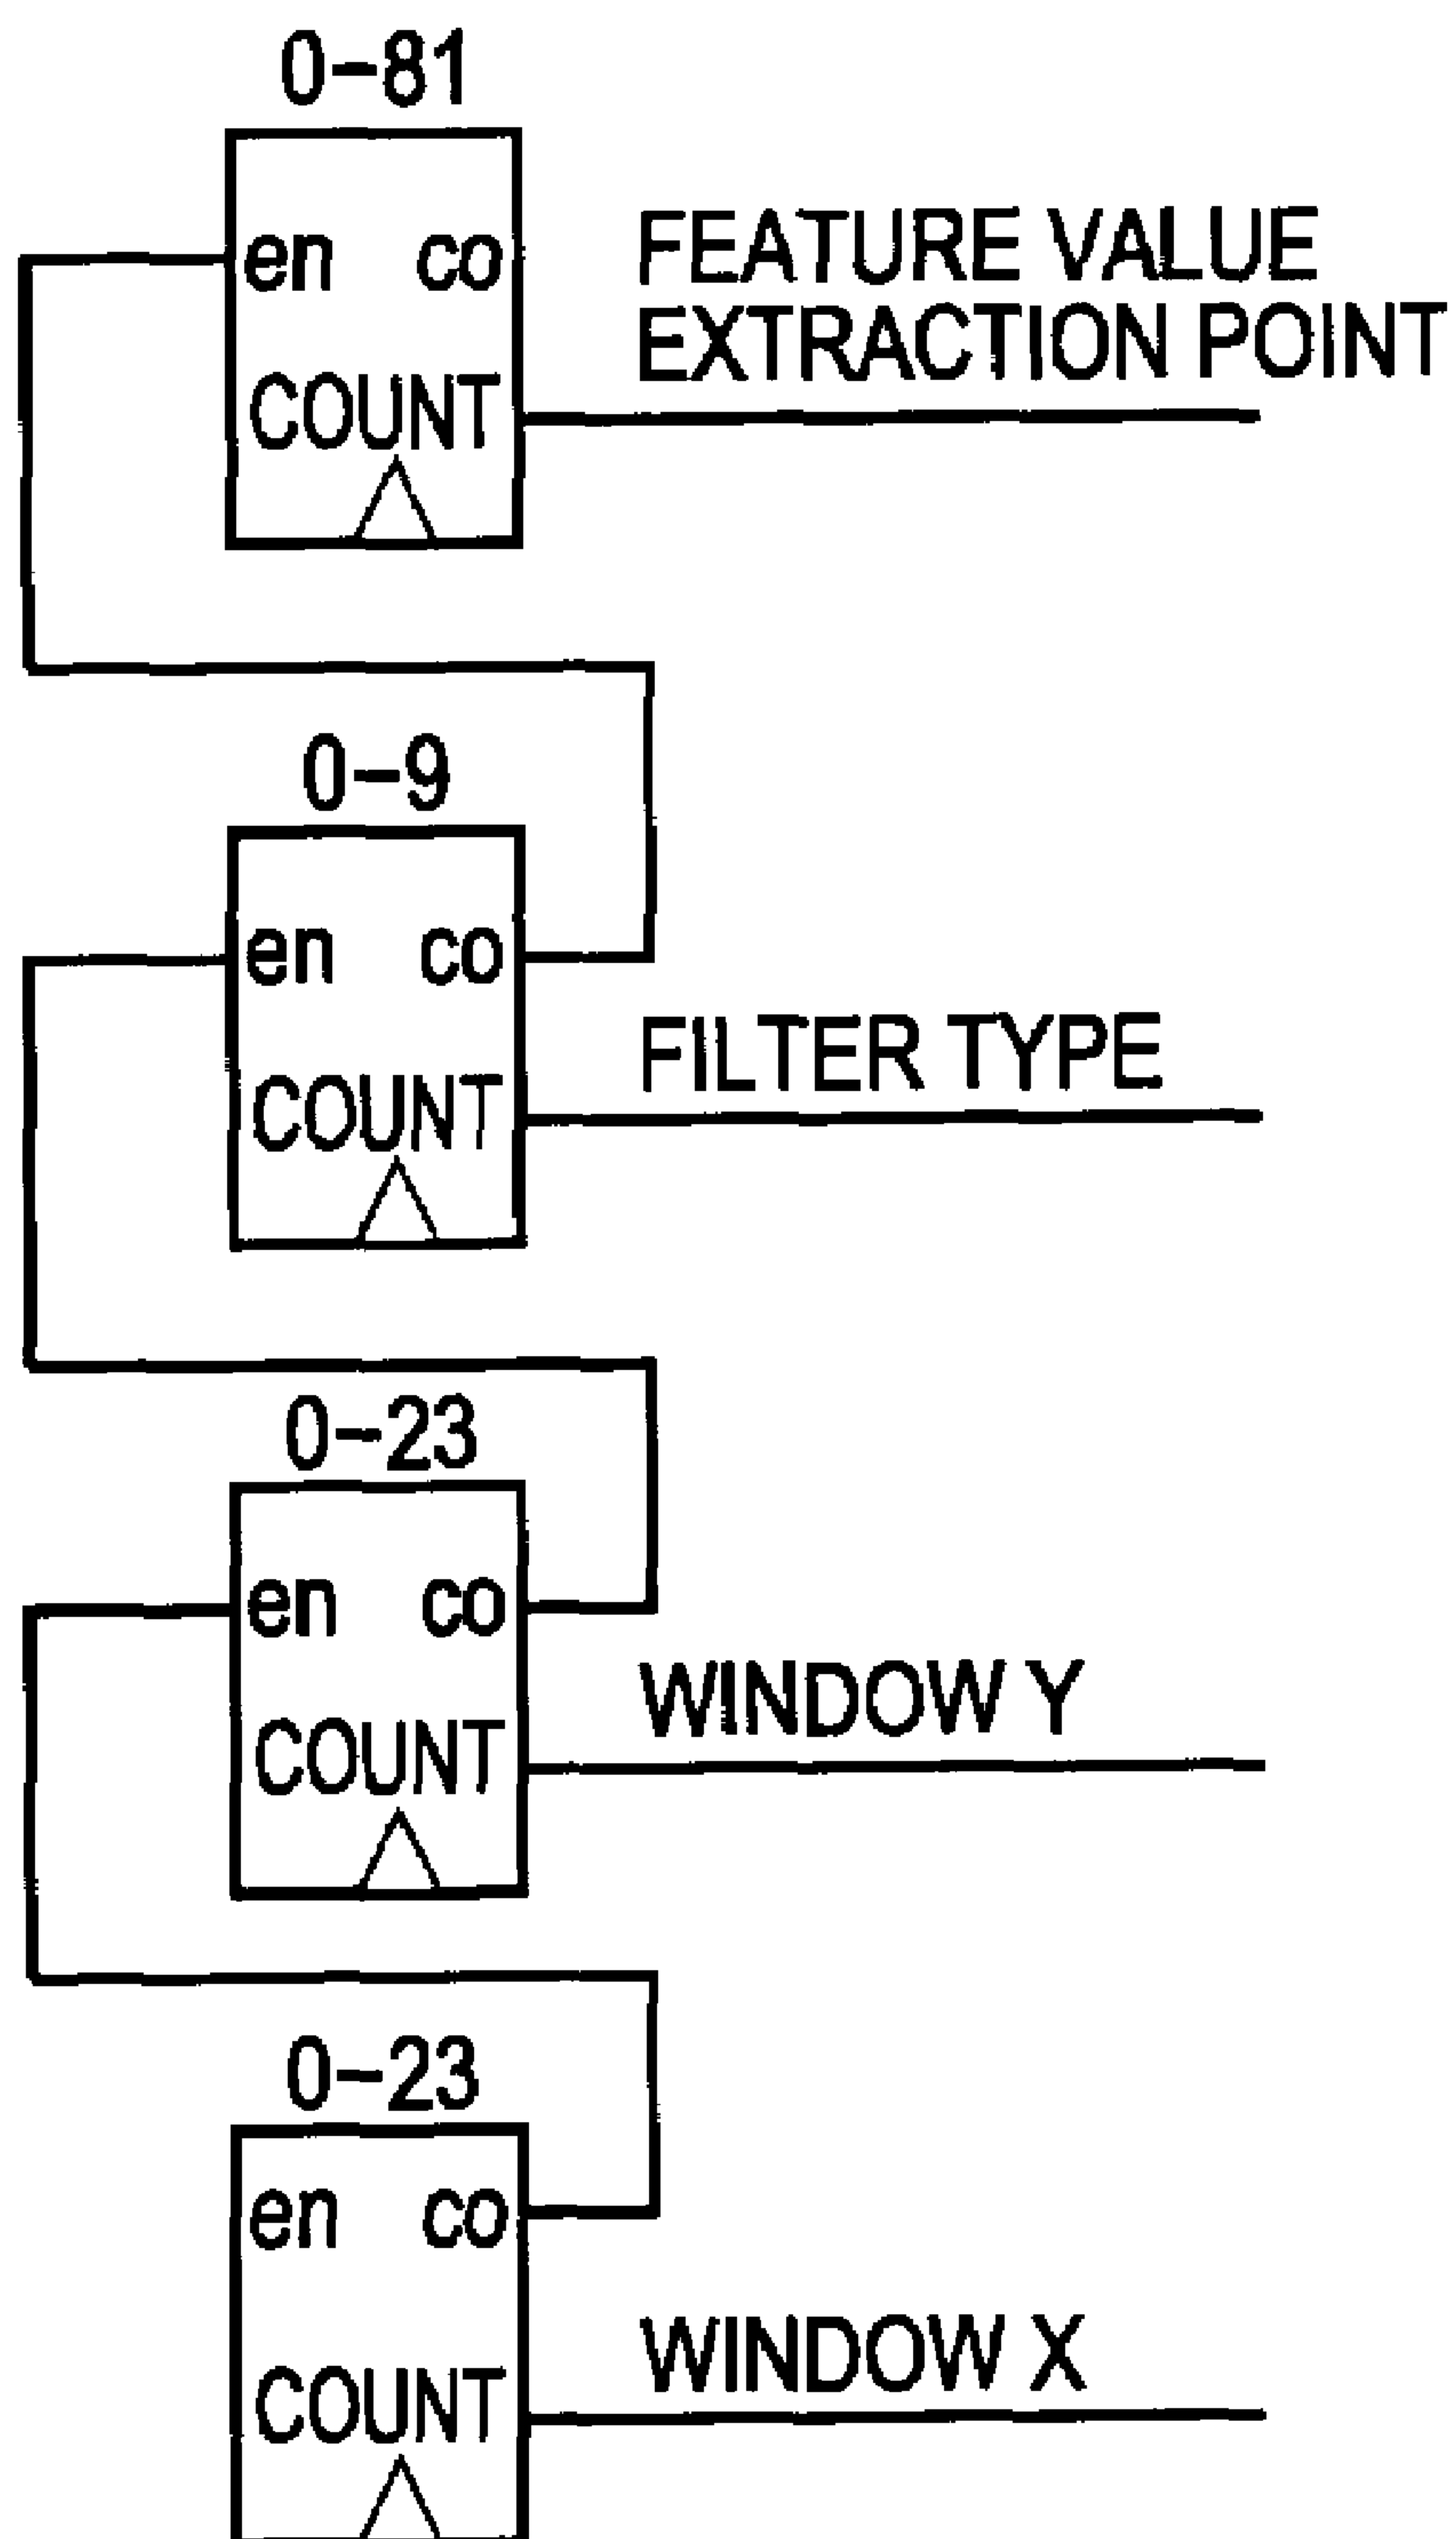 0-81
en co
FEATURE VALUE
EXTRACTION POINT
COUNT
0-9
en co
FILTER TYPE
COUNT
0-23
en co
WINDOW Y
COUNT
0-23
en co
WINDOW X
COUNT